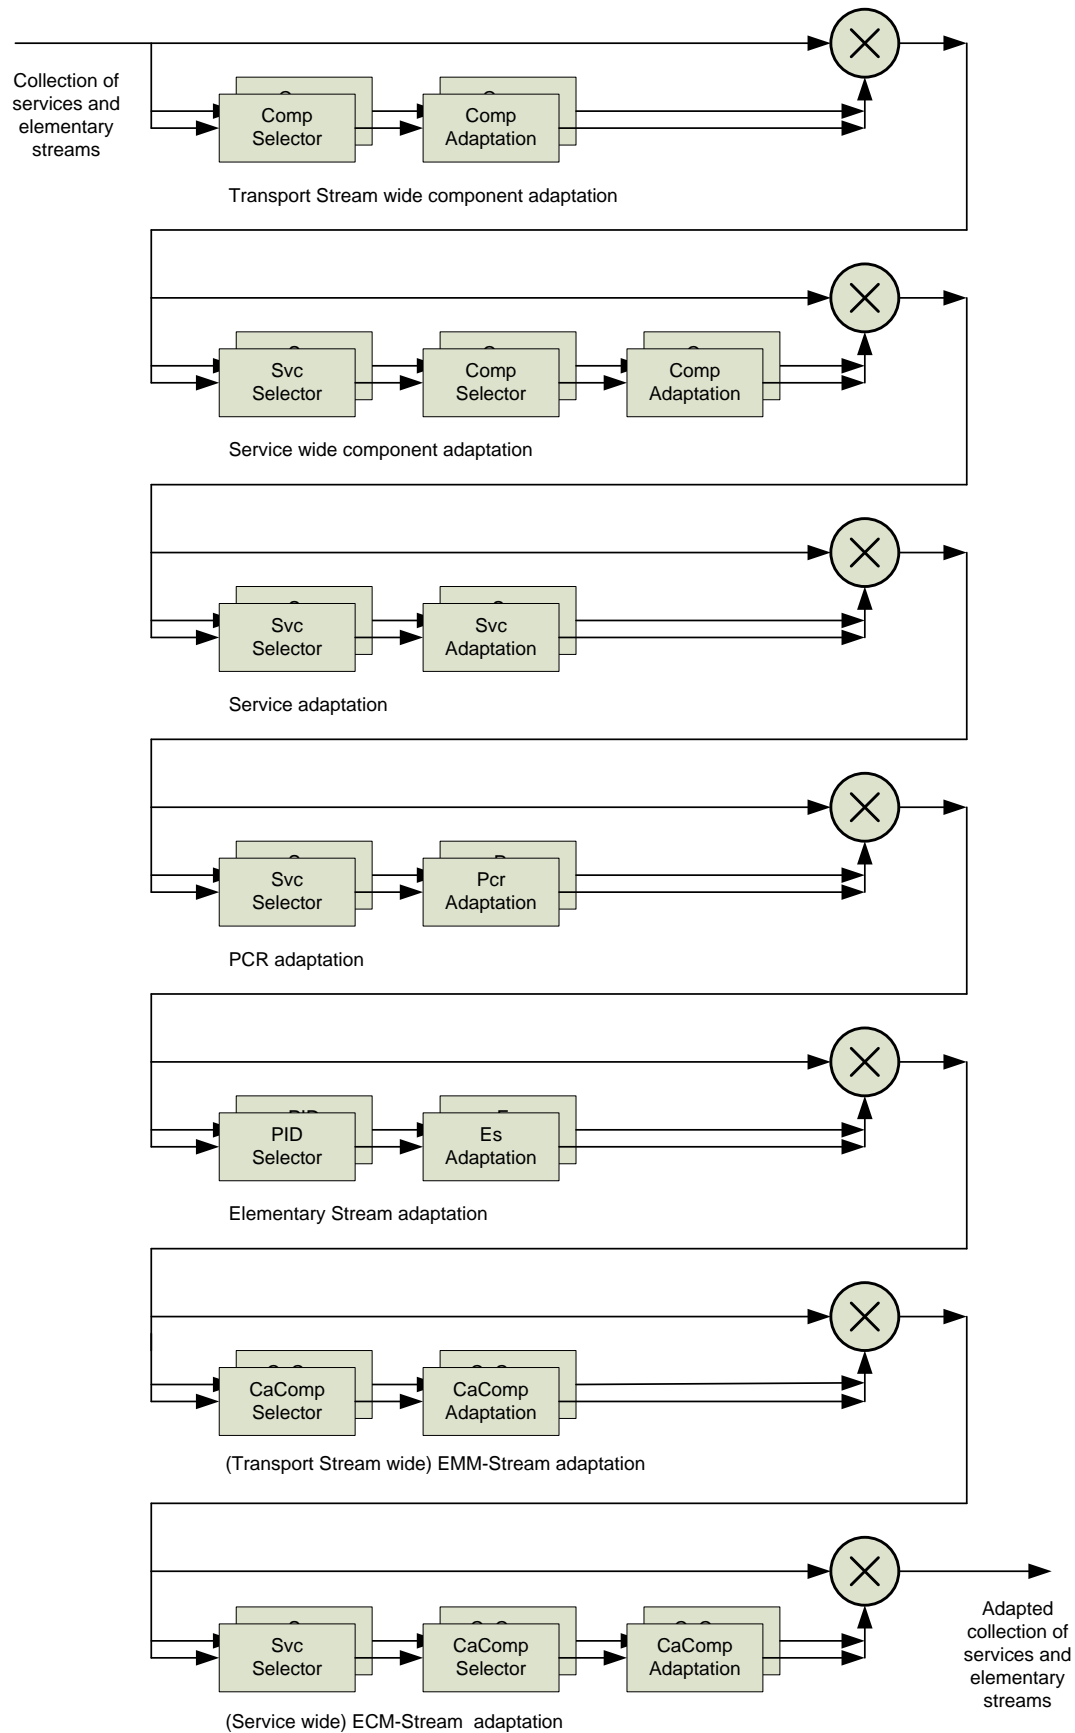 Collection of
services and
elementary
streams
Comp
Selector
Comp
Adaptation
Transport Stream wide component adaptation
Svc
Selector
Comp
Selector
Comp
Adaptation
Service wide component adaptation
Svc
Selector
Svc
Adaptation
Service adaptation
Svc
Selector
Pcr
Adaptation
PCR adaptation
PID
Selector
Es
Adaptation
Elementary Stream adaptation
CaComp
Selector
CaComp
Adaptation
(Transport Stream wide) EMM-Stream adaptation
Svc
Selector
CaComp
Selector
CaComp
Adaptation
Adapted
collection of
services and
elementary
streams
(Service wide) ECM-Stream adaptation